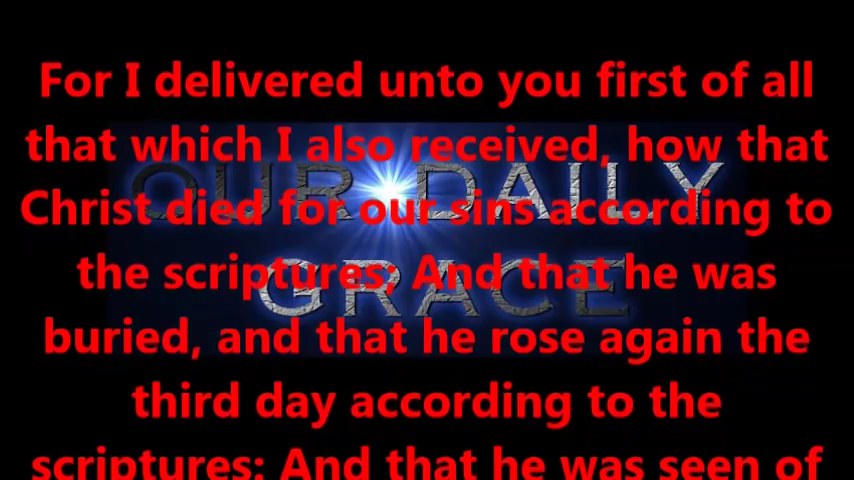 For I delivered unto you first of all
that which I also received, how that
OUR DAILY
Christ died for our sins according to
the scriptures; And that he was
GRACE
buried, and that he rose again the
third day according to the
scriptures: And that he was seen of